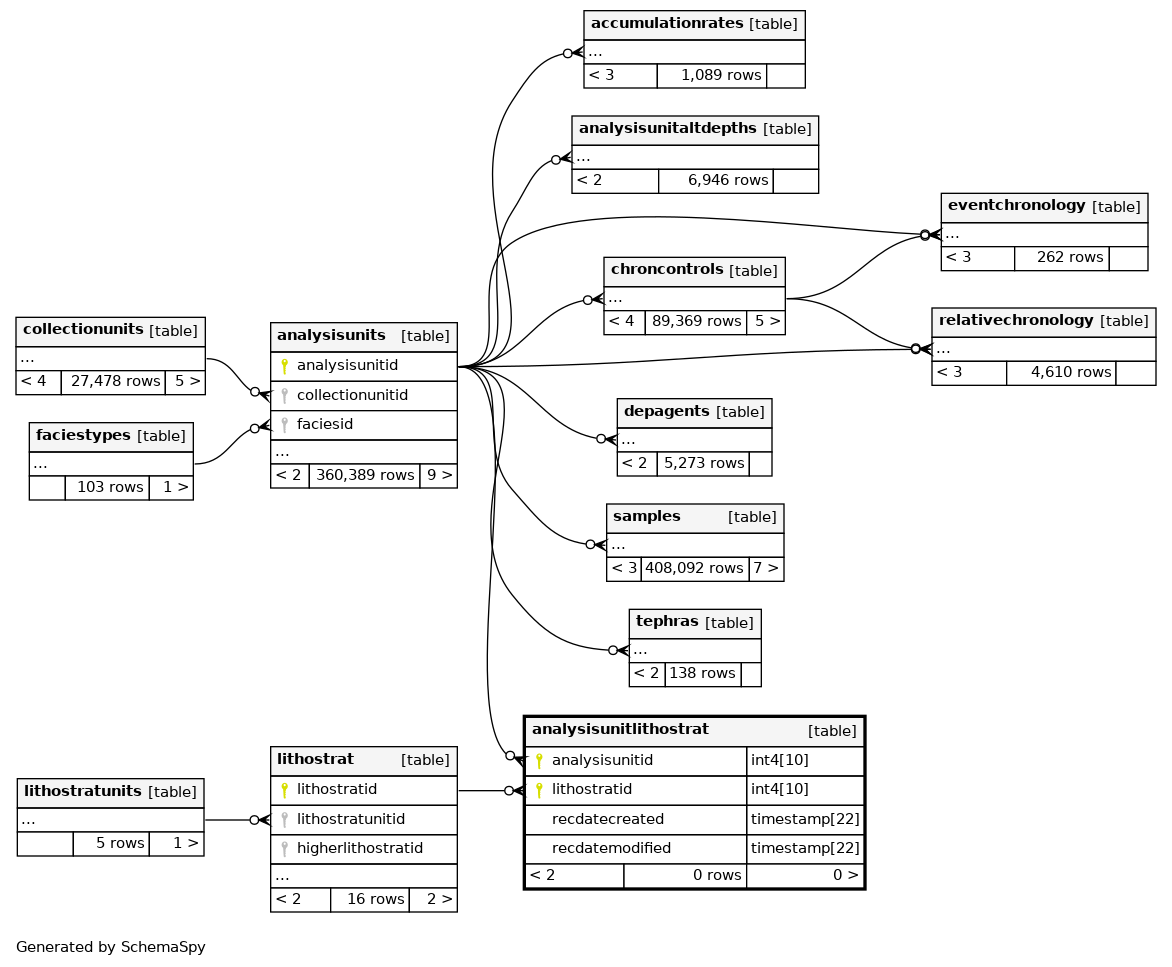 accumulationrates [table]
...
< 3 1,089 rows
analysisunitaltdepths [table]
...
< 2 6,946 rows
eventchronology [table]
...
< 3 262 rows
chroncontrols [table]
...
< 4 89,369 rows 5 >
relativechronology [table]
...
< 3 4,610 rows
collectionunits [table]
...
< 4 27,478 rows 5 >
faciestypes [table]
...
103 rows 1 >
analysisunits [table]
analysisunitid
collectionunitid
faciesid
...
< 2 360,389 rows 9 >
depagents [table]
...
< 2 5,273 rows
samples [table]
...
< 3 408,092 rows 7 >
tephras [table]
...
< 2 138 rows
analysisunitlithostrat [table]
analysisunitid int4[10]
lithostratid int4[10]
recdatecreated timestamp[22]
recdatemodified timestamp[22]
< 2 0 rows 0 >
lithostrat [table]
lithostratid
lithostratunitid
higherlithostratid
...
< 2 16 rows 2 >
lithostratunits [table]
...
5 rows 1 >
Generated by SchemaSpy